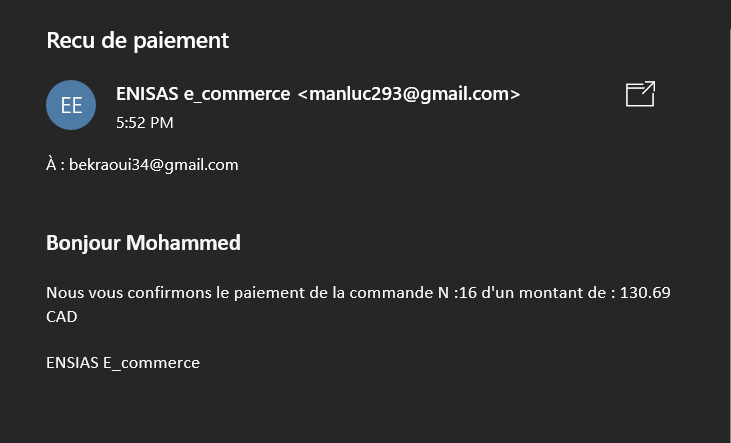 Recu de paiement
EE
ENISAS e_commerce <manluc293@gmail.com>
5:52 PM
À : bekraoui34@gmail.com
Bonjour Mohammed
Nous vous confirmons le paiement de la commande N :16 d'un montant de : 130.69
CAD
ENSIAS E_commerce